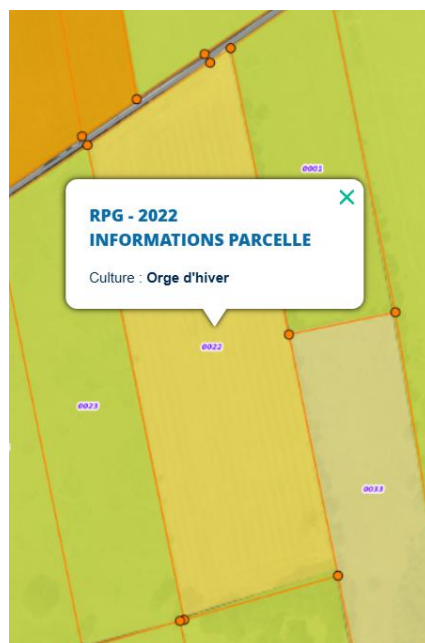 0001
RPG - 2022
INFORMATIONS PARCELLE
Culture : Orge d'hiver
0022
0023
0033